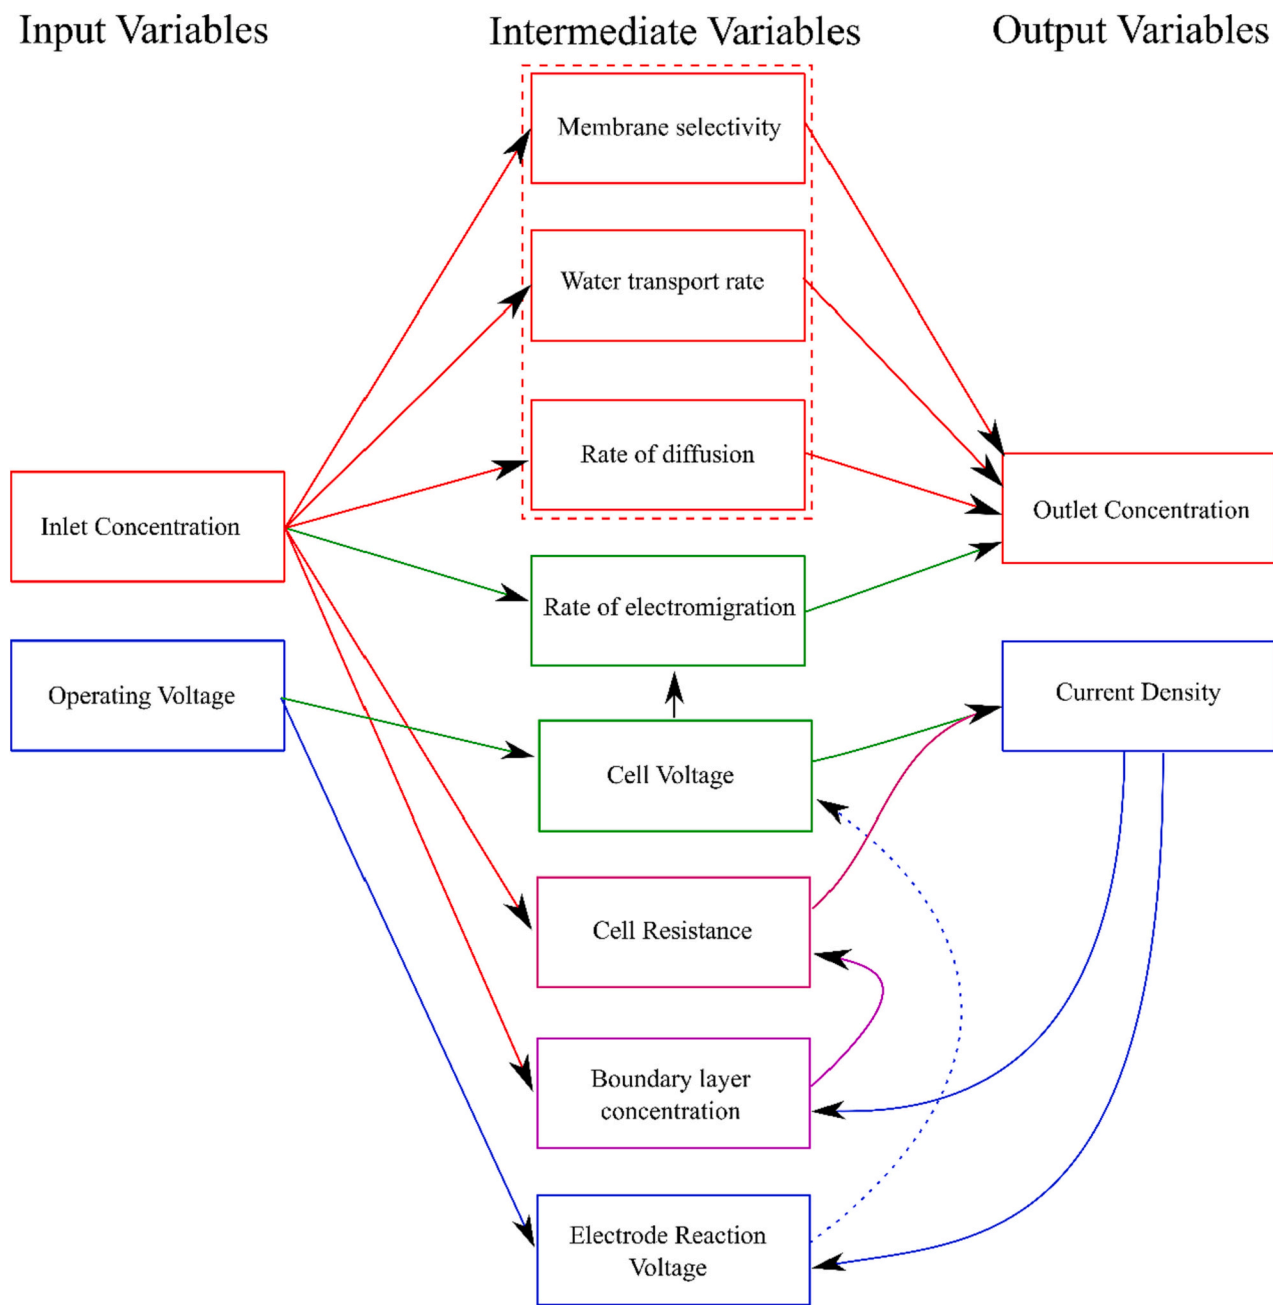 Input Variables
Intermediate Variables
Output Variables
Membrane selectivity
Water transport rate
Rate of diffusion
Inlet Concentration
Outlet Concentration
Rate of electromigration
Operating Voltage
Current Density
Cell Voltage
Cell Resistance
Boundary layer
concentration
Electrode Reaction
Voltage